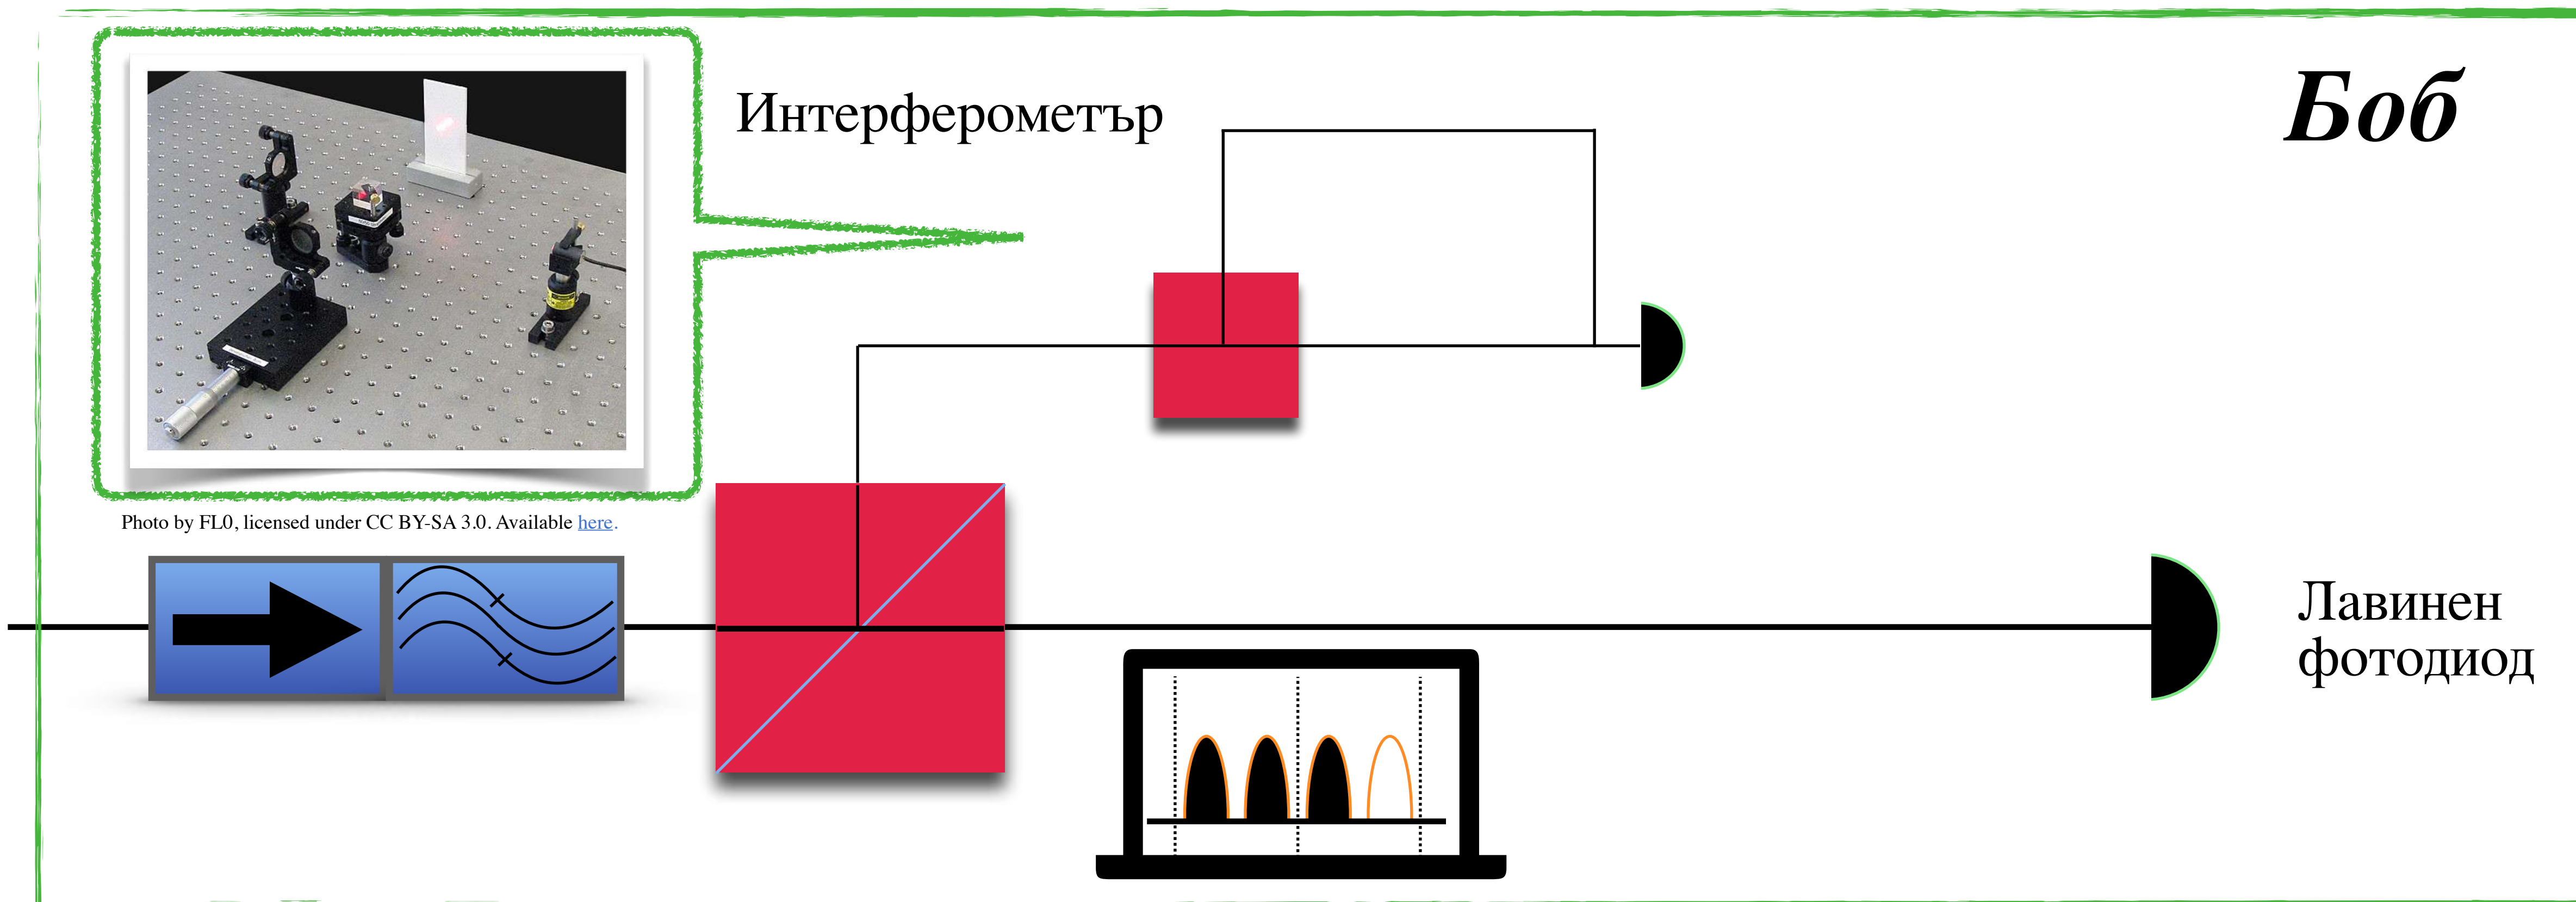 Интерферометър
Боб
Photo by FL0, licensed under CC BY-SA 3.0. Available here.
Лавинен
фотодиод